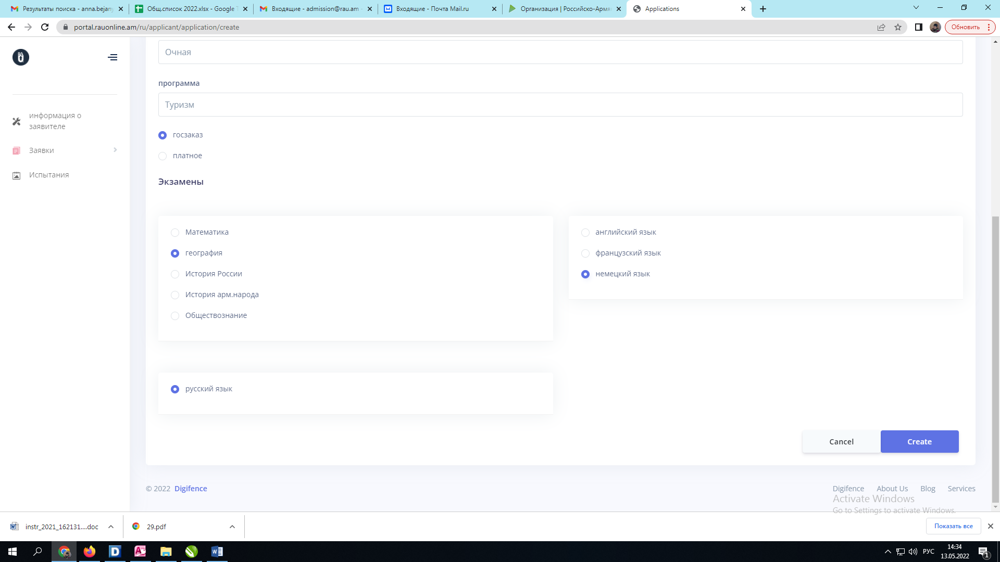 Результаты поиска - anna.bejany
Общ.список 2022.xlsx - Google Т
Входящие - admission@rau.am -
Входящие - Почта Mail.ru
Организация | Российско-Армян
Applications
portal.rauonline.am/ru/applicant/application/create
Обновить
Очная
программа
Туризм
госзаказ
платное
Экзамены
информация о
заявителе
Заявки
Испытания
Математика
география
История России
История арм.народа
Обществознание
английский язык
французский язык
немецкий язык
русский язык
Cancel
Create
© 2022 Digifence
Digifence About Us Blog Services
Activate Windows
Go to Settings to activate Windows.
instr_2021_162131....doc
29.pdf
Показать все
РУС
14:34
13.05.2022
1